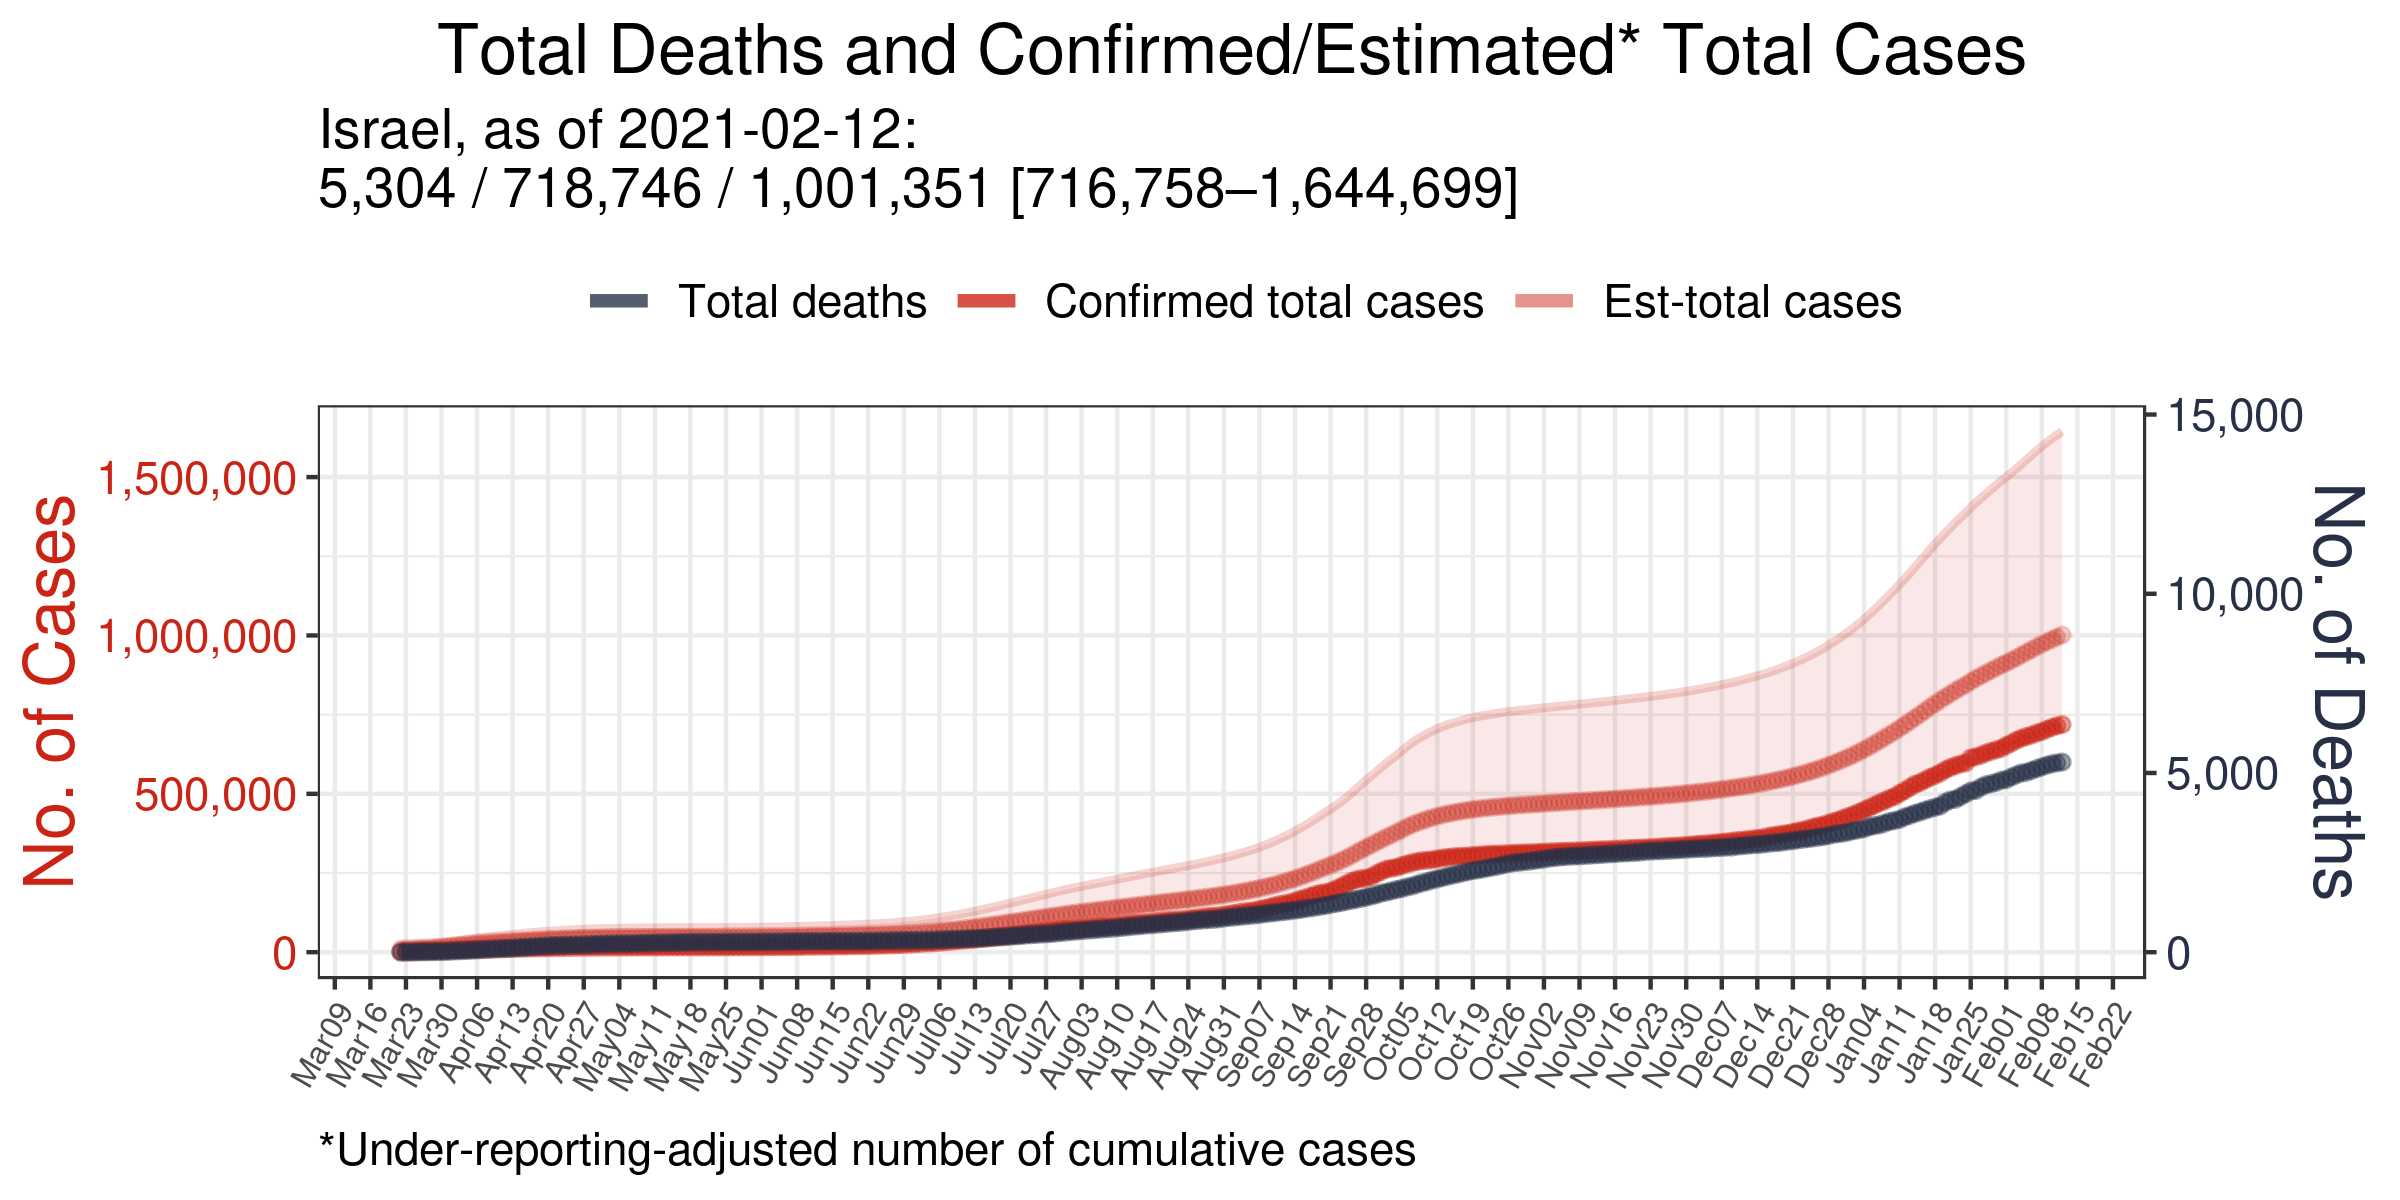 Total Deaths and Confirmed/Estimated* Total Cases
Israel, as of 2021-02-12:
5,304 / 718,746 / 1,001,351 [716,758–1,644,699]
Total deaths
Confirmed total cases
Est-total cases
No. of Cases
1,500,000
1,000,000
500,000
0
15,000
10,000
5,000
0
No. of Deaths
Mar09
Mar16
Mar23
Mar30
Apr06
Apr13
Apr20
Apr27
May04
May11
May18
May25
Jun01
Jun08
Jun15
Jun22
Jun29
Jul06
Jul13
Jul20
Jul27
Aug03
Aug10
Aug17
Aug24
Aug31
Sep07
Sep14
Sep21
Sep28
Oct05
Oct12
Oct19
Oct26
Nov02
Nov09
Nov16
Nov23
Nov30
Dec07
Dec14
Dec21
Dec28
Jan04
Jan11
Jan18
Jan25
Feb01
Feb08
Feb15
Feb22
*Under-reporting-adjusted number of cumulative cases